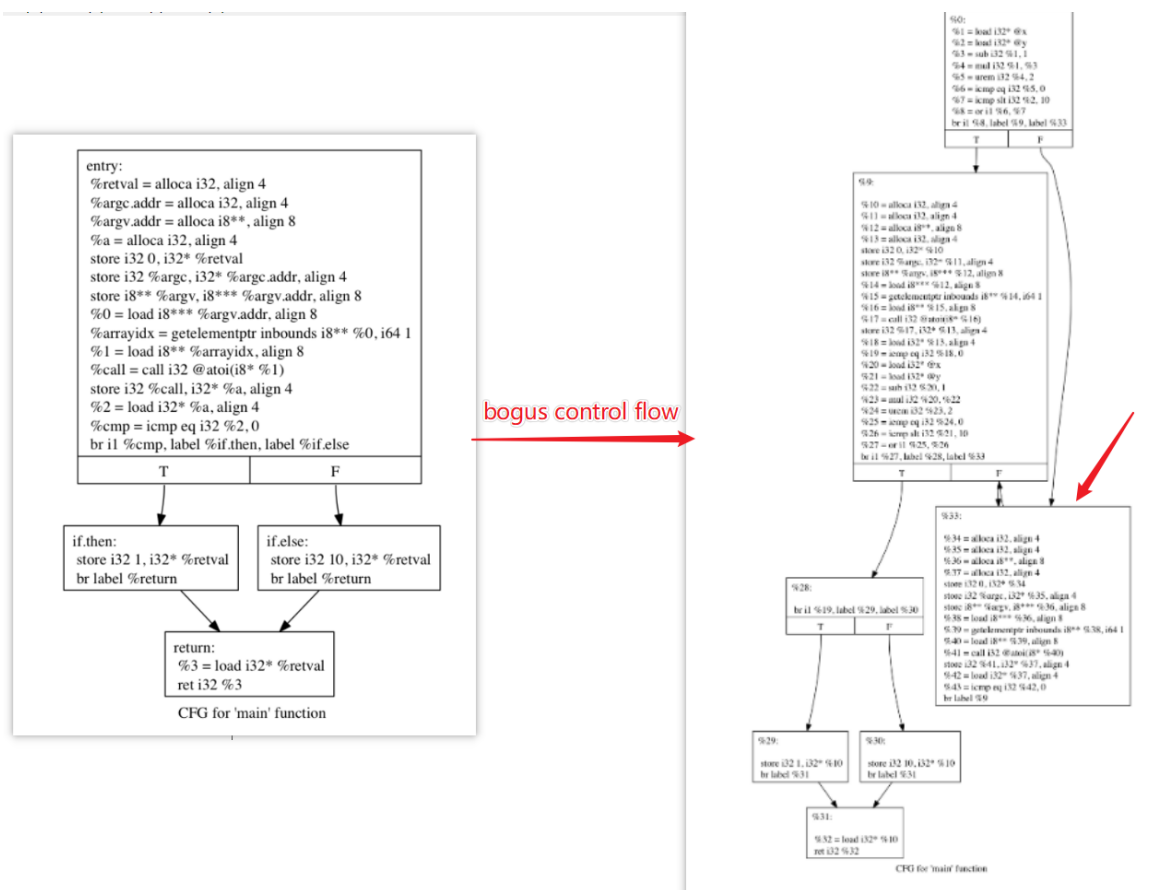 entry:
%retval = alloca i32, align 4
%argc.addr = alloca i32, align 4
%argv.addr = alloca i8**, align 8
%a = alloca i32, align 4
store i32 0, i32* %retval
store i32 %argc, i32* %argc.addr, align 4
store i8** %argv, i8*** %argv.addr, align 8
%0 = load i8*** %argv.addr, align 8
%arrayidx = getelementptr inbounds i8** %0, i64 1
%1 = load i8** %arrayidx, align 8
%call = call i32 @atoi(i8* %1)
store i32 %call, i32* %a, align 4
%2 = load i32* %a, align 4
%cmp = icmp eq i32 %2, 0
br i1 %cmp, label %if.then, label %if.else
T F
if.then:
store i32 1, i32* %retval
br label %return
if.else:
store i32 10, i32* %retval
br label %return
return:
%3 = load i32* %retval
ret i32 %3
CFG for 'main' function
bogus control flow
%0:
%1 = load i32* @x
%2 = load i32* @y
%3 = sub i32 %1, 1
%4 = mul i32 %1, %3
%5 = urem i32 %4, 2
%6 = icmp eq i32 %5, 0
%7 = icmp slt i32 %2, 10
%8 = or i1 %6, %7
br i1 %8, label %9, label %33
T F
%9:
%10 = alloca i32, align 4
%11 = alloca i32, align 4
%12 = alloca i8**, align 8
%13 = alloca i32, align 4
store i32 0, i32* %10
store i32 %argc, i32* %11, align 4
store i8** %argv, i8*** %12, align 8
%14 = load i8*** %12, align 8
%15 = getelementptr inbounds i8** %14, i64 1
%16 = load i8** %15, align 8
%17 = call i32 @atoi(i8* %16)
store i32 %17, i32* %13, align 4
%18 = load i32* %13, align 4
%19 = icmp eq i32 %18, 0
%20 = load i32* @x
%21 = load i32* @y
%22 = sub i32 %20, 1
%23 = mul i32 %20, %22
%24 = urem i32 %23, 2
%25 = icmp eq i32 %24, 0
%26 = icmp slt i32 %21, 10
%27 = or i1 %25, %26
br i1 %27, label %28, label %33
T F
%33:
%34 = alloca i32, align 4
%35 = alloca i32, align 4
%36 = alloca i8**, align 8
%37 = alloca i32, align 4
store i32 0, i32* %34
store i32 %argc, i32* %35, align 4
store i8** %argv, i8*** %36, align 8
%38 = load i8*** %36, align 8
%39 = getelementptr inbounds i8** %38, i64 1
%40 = load i8** %39, align 8
%41 = call i32 @atoi(i8* %40)
store i32 %41, i32* %37, align 4
%42 = load i32* %37, align 4
%43 = icmp eq i32 %42, 0
br label %9
%28:
br i1 %19, label %29, label %30
T F
%29:
store i32 1, i32* %10
br label %31
%30:
store i32 10, i32* %10
br label %31
%31:
%32 = load i32* %10
ret i32 %32
CFG for 'main' function